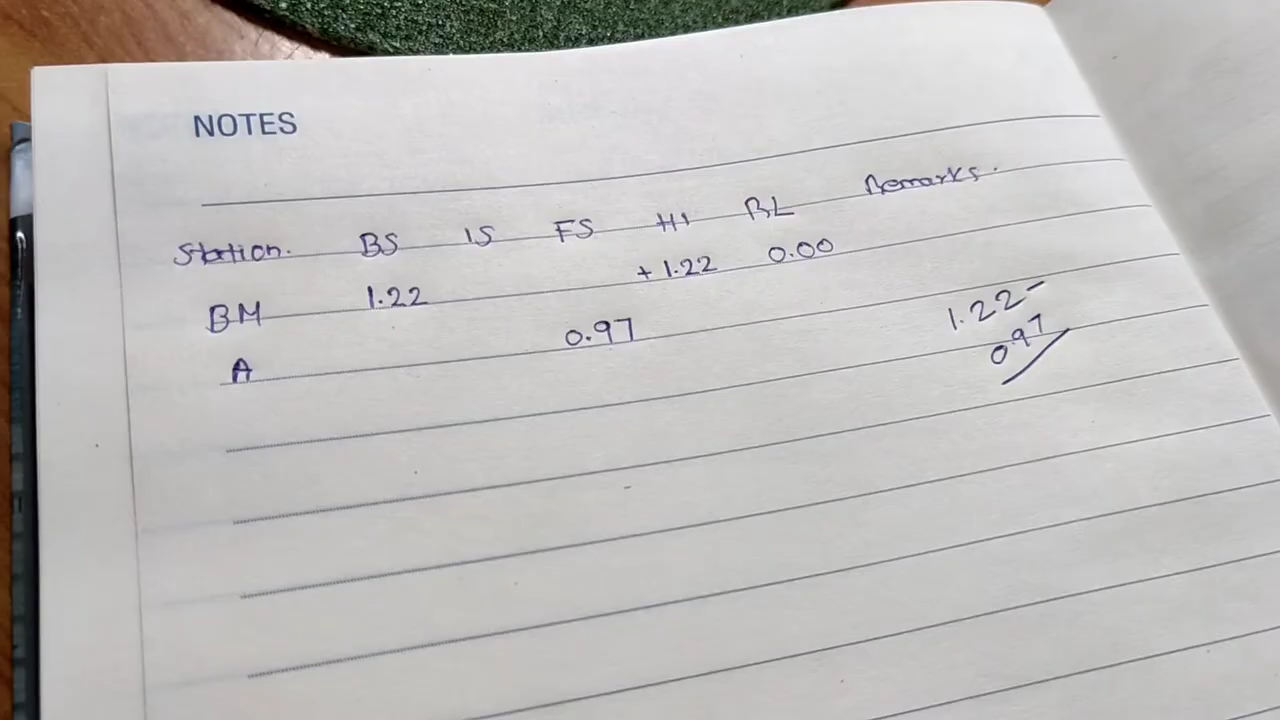 NOTES
Station. BS IS FS HI RL Remarks.
BM 1.22 +1.22 0.00
A 0.97
1.22 -
0.97